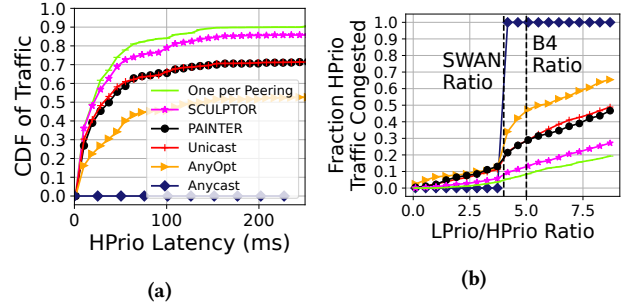 CDF of Traffic
1.0
0.9
0.8
0.7
0.6
0.5
0.4
0.3
0.2
0.1
0.0
One per Peering
SCULPTOR
PAINTER
Unicast
AnyOpt
Anycast
0
100
200
HPrio Latency (ms)
(a)
Fraction HPrio
Traffic Congested
1.0
0.9
0.8
0.7
0.6
0.5
0.4
0.3
0.2
0.1
0.0
SWAN
Ratio
B4
Ratio
0.0
2.5
5.0
7.5
LPrio/HPrio Ratio
(b)